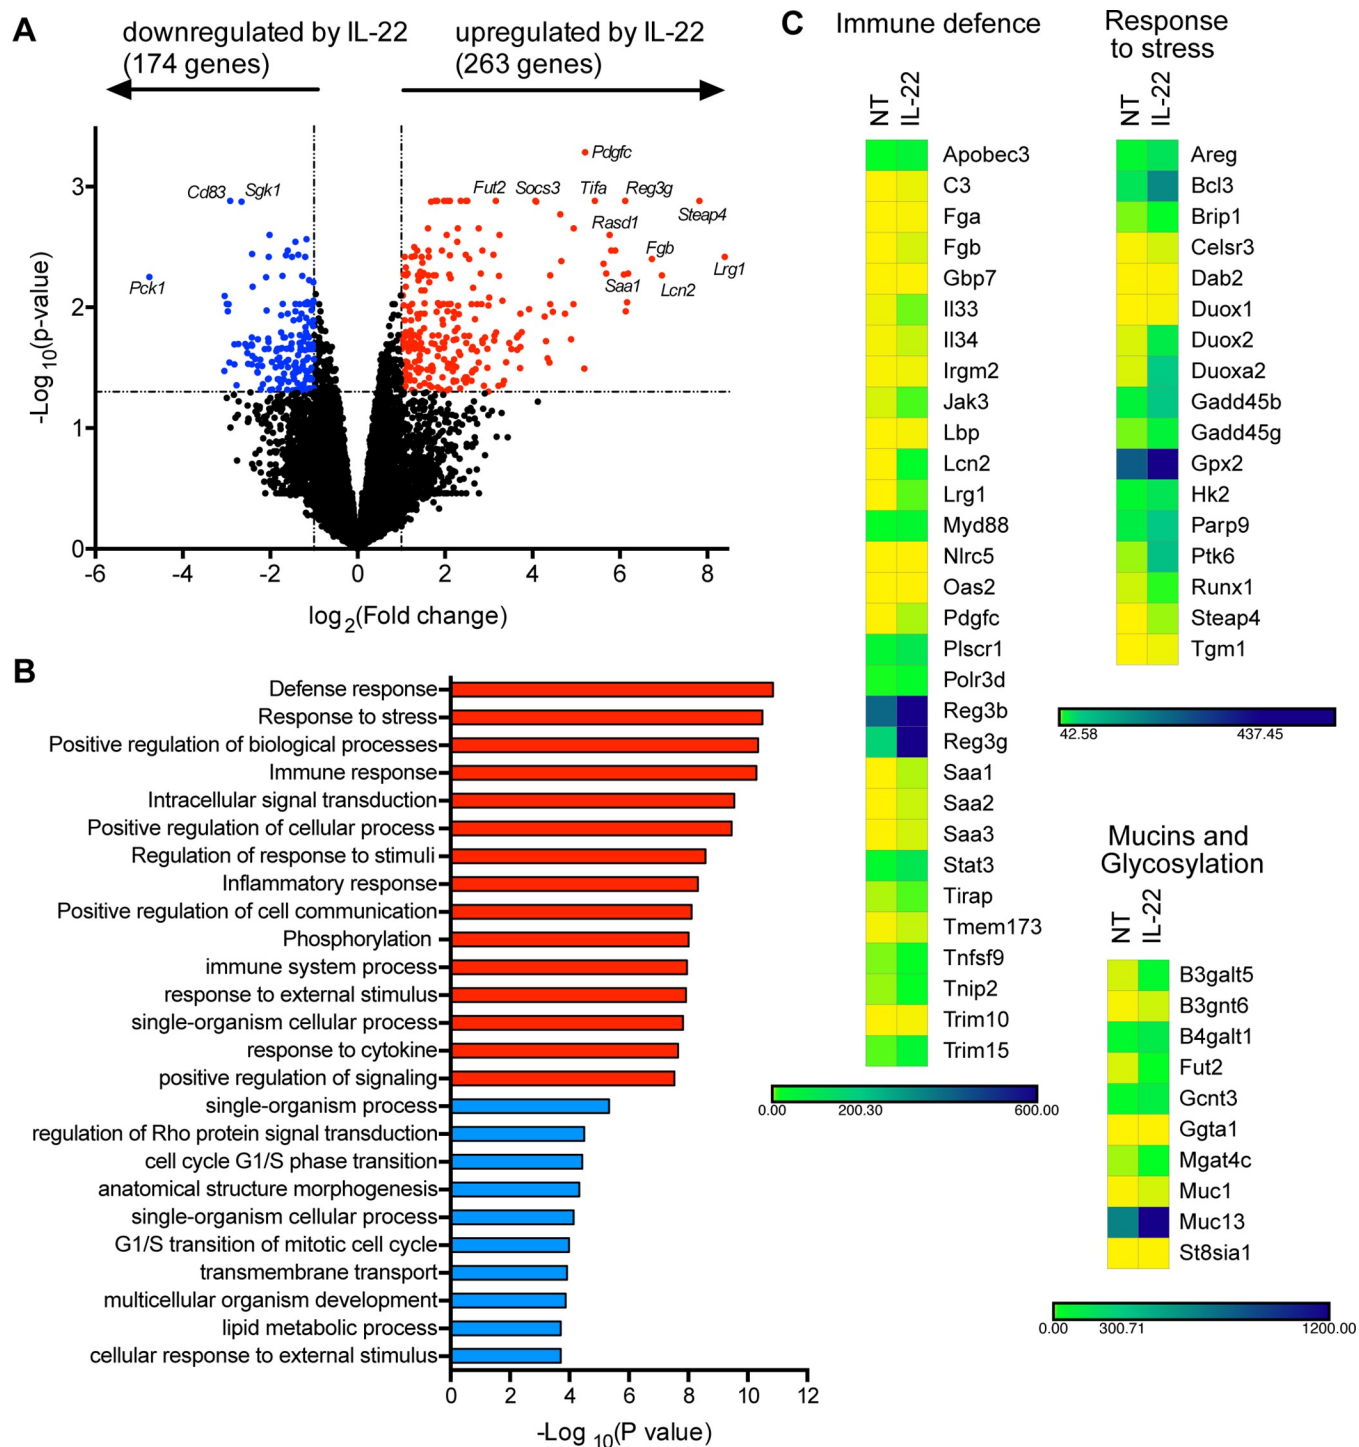 A
downregulated by IL-22
(174 genes)
upregulated by IL-22
(263 genes)
-Log 10(p-value)
3
2
1
0
-6
-4
-2
0
2
4
6
8
log2(Fold change)
Cd83
Sgk1
Pck1
Pdgfc
Fut2
Socs3
Tifa
Reg3g
Steap4
Rasd1
Fgb
Lrg1
Saa1
Lcn2
B
Defense response
Response to stress
Positive regulation of biological processes
Immune response
Intracellular signal transduction
Positive regulation of cellular process
Regulation of response to stimuli
Inflammatory response
Positive regulation of cell communication
Phosphorylation
immune system process
response to external stimulus
single-organism cellular process
response to cytokine
positive regulation of signaling
single-organism process
regulation of Rho protein signal transduction
cell cycle G1/S phase transition
anatomical structure morphogenesis
single-organism cellular process
G1/S transition of mitotic cell cycle
transmembrane transport
multicellular organism development
lipid metabolic process
cellular response to external stimulus
0
2
4
6
8
10
12
-Log 10(P value)
C
Immune defence
NT
IL-22
Apobec3
C3
Fga
Fgb
Gbp7
Il33
Il34
Irgm2
Jak3
Lbp
Lcn2
Lrg1
Myd88
Nlrc5
Oas2
Pdgfc
Plscr1
Polr3d
Reg3b
Reg3g
Saa1
Saa2
Saa3
Stat3
Tirap
Tmem173
Tnfsf9
Tnip2
Trim10
Trim15
0.00
200.30
600.00
Response
to stress
NT
IL-22
Areg
Bcl3
Brip1
Celsr3
Dab2
Duox1
Duox2
Duoxa2
Gadd45b
Gadd45g
Gpx2
Hk2
Parp9
Ptk6
Runx1
Steap4
Tgm1
42.58
437.45
Mucins and
Glycosylation
NT
IL-22
B3galt5
B3gnt6
B4galt1
Fut2
Gcnt3
Ggta1
Mgat4c
Muc1
Muc13
St8sia1
0.00
300.71
1200.00